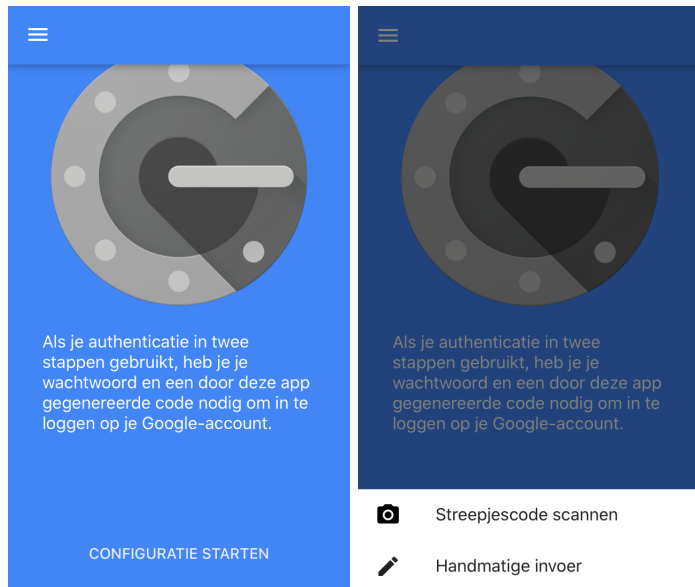 Als je authenticatie in twee
stappen gebruikt, heb je je
wachtwoord en een door deze app
gegenereerde code nodig om in te
loggen op je Google-account.
CONFIGURATIE STARTEN
Als je authenticatie in twee
stappen gebruikt, heb je je
wachtwoord en een door deze app
gegenereerde code nodig om in te
loggen op je Google-account.
Streepjescode scannen
Handmatige invoer